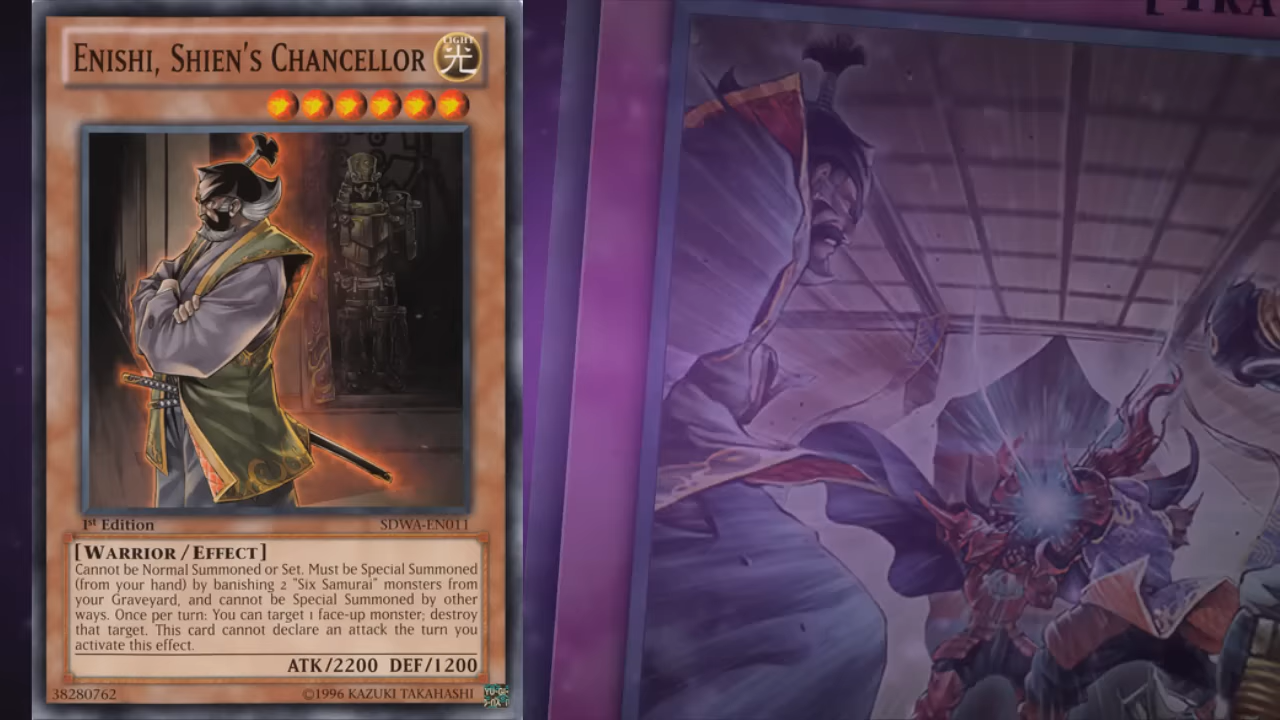 ENISHI, SHIEN'S CHANCELLOR
LIGHT
光
1st Edition
SDWA-EN011
[WARRIOR / EFFECT]
Cannot be Normal Summoned or Set. Must be Special Summoned
(from your hand) by banishing 2 "Six Samurai" monsters from
your Graveyard, and cannot be Special Summoned by other
ways. Once per turn: You can target 1 face-up monster; destroy
that target. This card cannot declare an attack the turn you
activate this effect.
ATK/2200 DEF/1200
38280762
©1996 KAZUKI TAKAHASHI